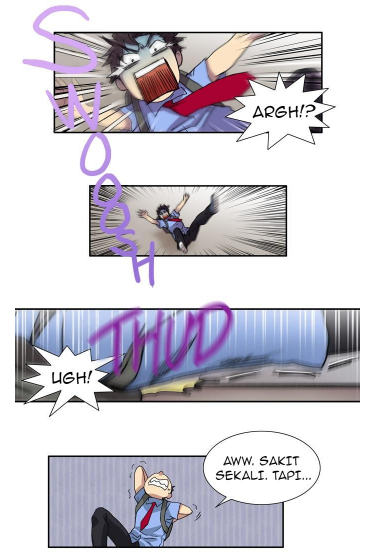 SWOOSH
ARGH!?
THUD
UGH!
AWW. SAKIT
SEKALI. TAPI...